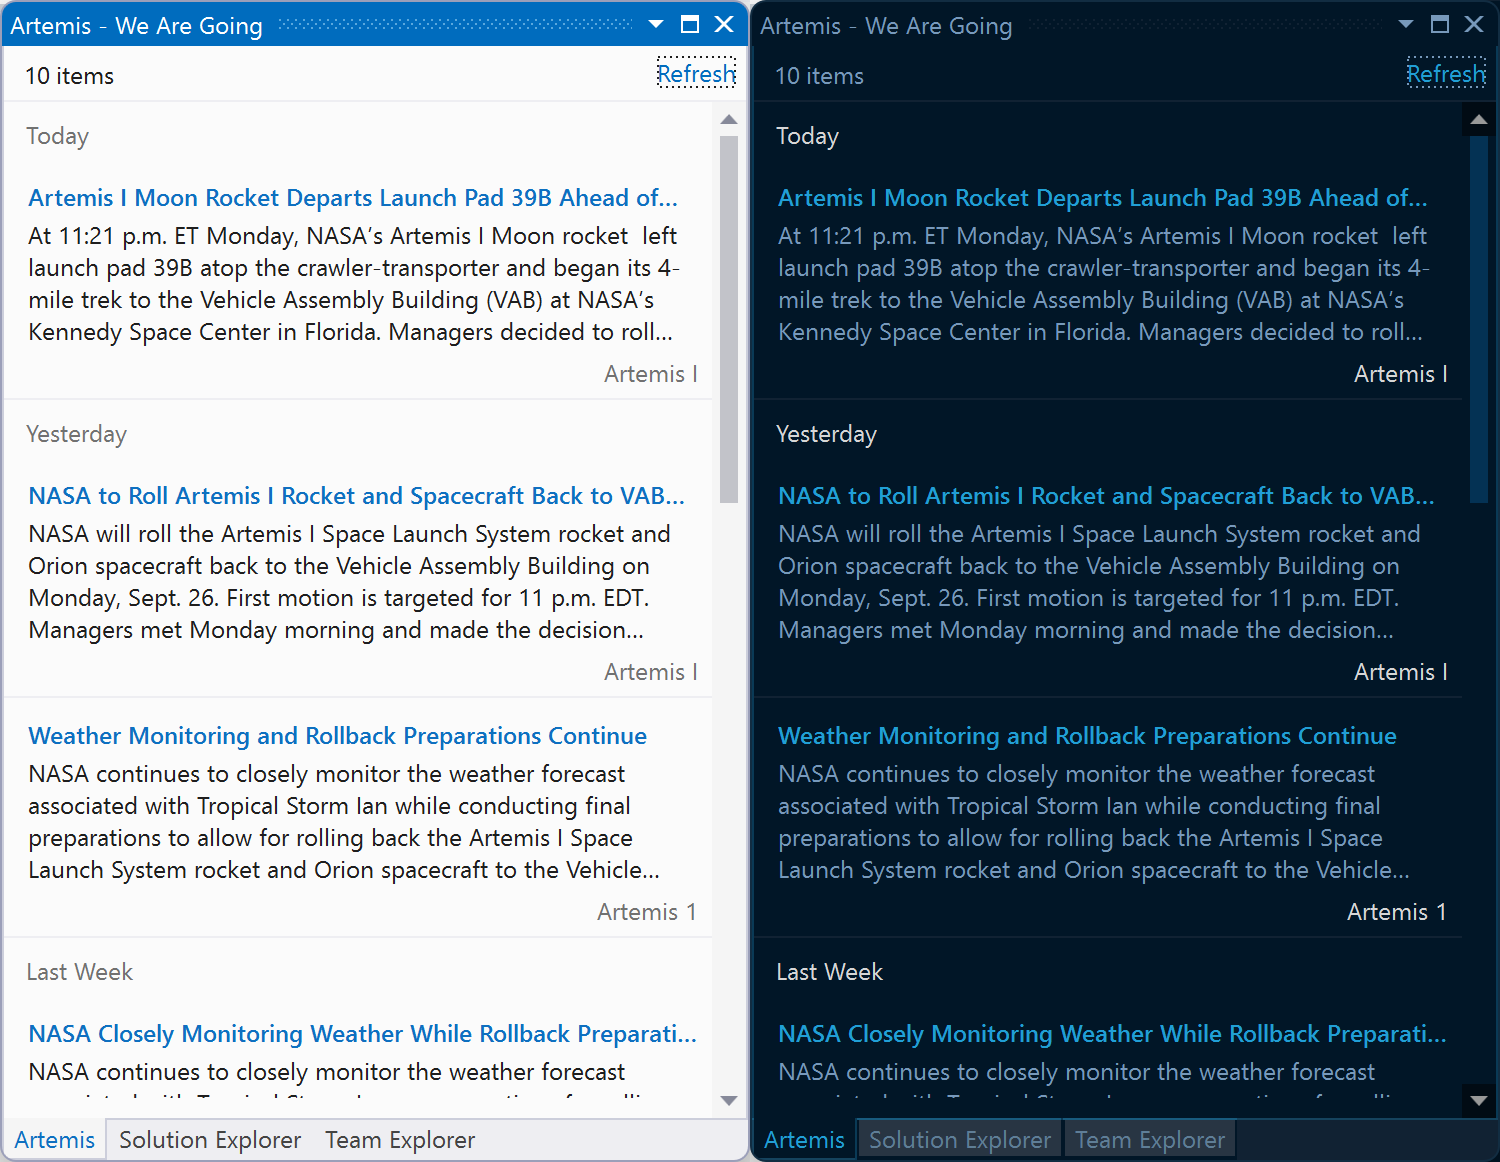 Artemis - We Are Going
10 items
Refresh
Today
Artemis I Moon Rocket Departs Launch Pad 39B Ahead of...
At 11:21 p.m. ET Monday, NASA’s Artemis I Moon rocket  left
launch pad 39B atop the crawler-transporter and began its 4-
mile trek to the Vehicle Assembly Building (VAB) at NASA’s
Kennedy Space Center in Florida. Managers decided to roll...
Artemis I
Yesterday
NASA to Roll Artemis I Rocket and Spacecraft Back to VAB...
NASA will roll the Artemis I Space Launch System rocket and
Orion spacecraft back to the Vehicle Assembly Building on
Monday, Sept. 26. First motion is targeted for 11 p.m. EDT.
Managers met Monday morning and made the decision...
Artemis I
Weather Monitoring and Rollback Preparations Continue
NASA continues to closely monitor the weather forecast
associated with Tropical Storm Ian while conducting final
preparations to allow for rolling back the Artemis I Space
Launch System rocket and Orion spacecraft to the Vehicle...
Artemis 1
Last Week
NASA Closely Monitoring Weather While Rollback Preparati...
NASA continues to closely monitor the weather forecast
Artemis
Solution Explorer
Team Explorer
Artemis - We Are Going
10 items
Refresh
Today
Artemis I Moon Rocket Departs Launch Pad 39B Ahead of...
At 11:21 p.m. ET Monday, NASA’s Artemis I Moon rocket  left
launch pad 39B atop the crawler-transporter and began its 4-
mile trek to the Vehicle Assembly Building (VAB) at NASA’s
Kennedy Space Center in Florida. Managers decided to roll...
Artemis I
Yesterday
NASA to Roll Artemis I Rocket and Spacecraft Back to VAB...
NASA will roll the Artemis I Space Launch System rocket and
Orion spacecraft back to the Vehicle Assembly Building on
Monday, Sept. 26. First motion is targeted for 11 p.m. EDT.
Managers met Monday morning and made the decision...
Artemis I
Weather Monitoring and Rollback Preparations Continue
NASA continues to closely monitor the weather forecast
associated with Tropical Storm Ian while conducting final
preparations to allow for rolling back the Artemis I Space
Launch System rocket and Orion spacecraft to the Vehicle...
Artemis 1
Last Week
NASA Closely Monitoring Weather While Rollback Preparati...
NASA continues to closely monitor the weather forecast
Artemis
Solution Explorer
Team Explorer